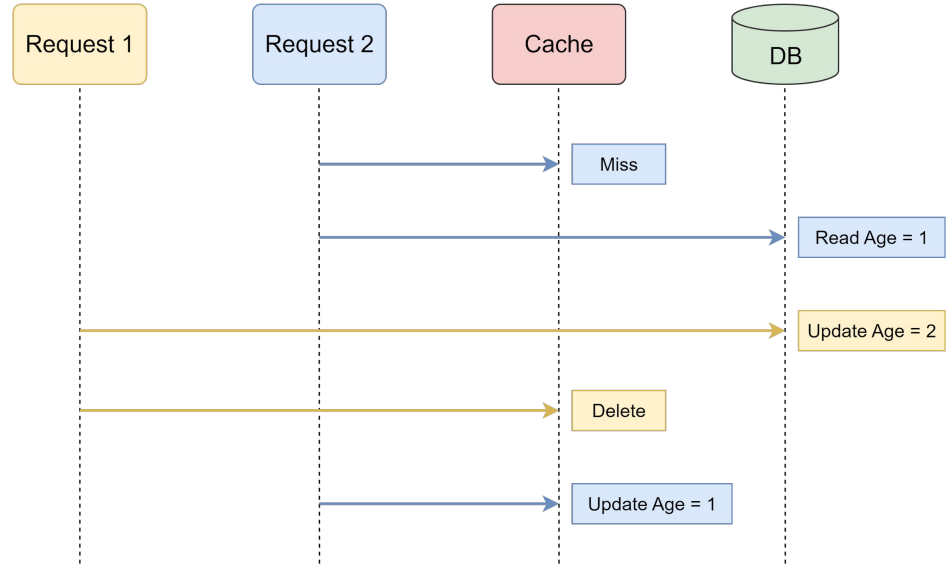 Request 1
Request 2
Cache
DB
Miss
Read Age = 1
Update Age = 2
Delete
Update Age = 1